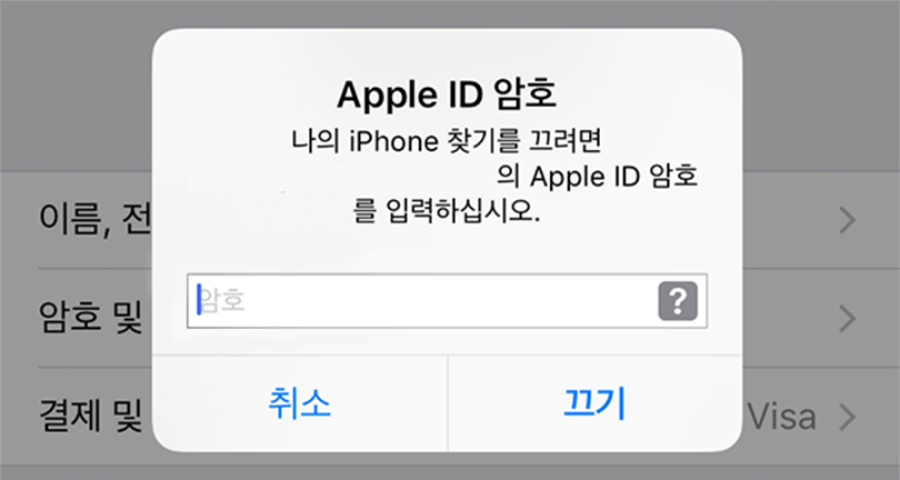 Apple ID 암호
나의 iPhone 찾기를 끄려면
의 Apple ID 암호
를 입력하십시오.
이름, 전
암호
?
암호 및
취소
끄기
결제 및
Visa